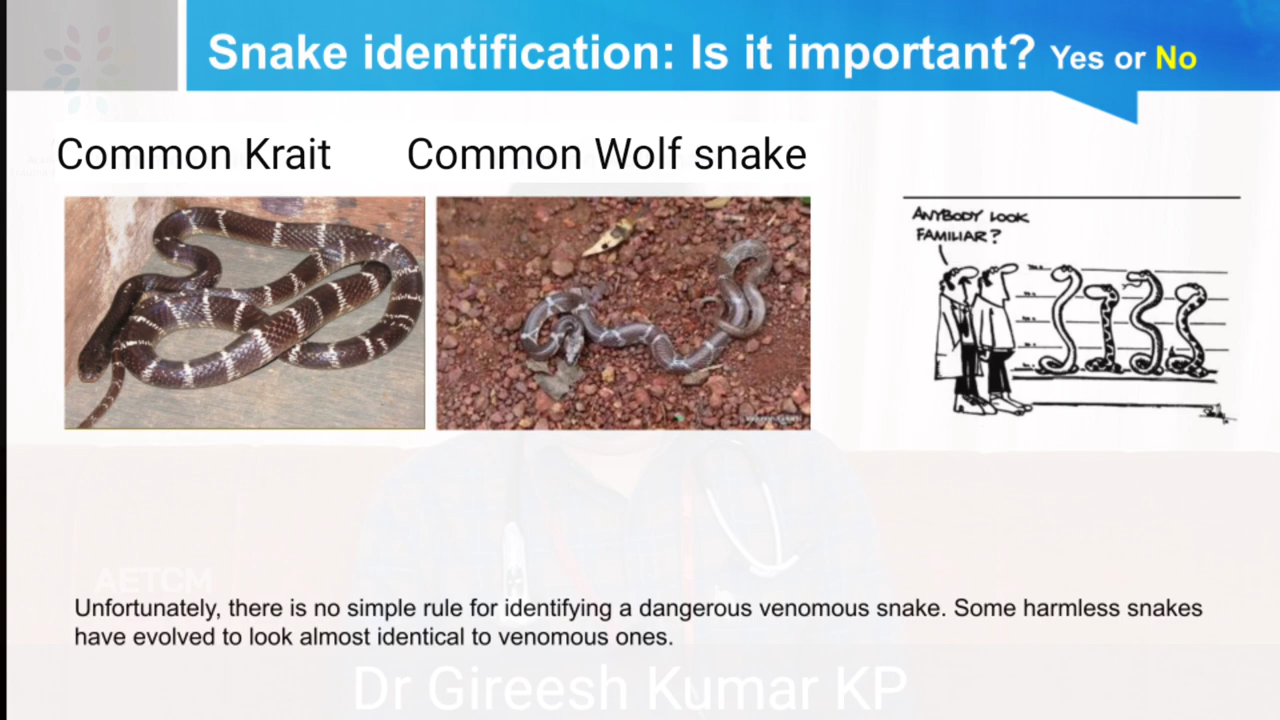 Snake identification: Is it important? Yes or No
Common Krait
Common Wolf snake
ANYBODY LOOK
FAMILIAR?
AETCM
Unfortunately, there is no simple rule for identifying a dangerous venomous snake. Some harmless snakes
have evolved to look almost identical to venomous ones.
Dr Gireesh Kumar KP